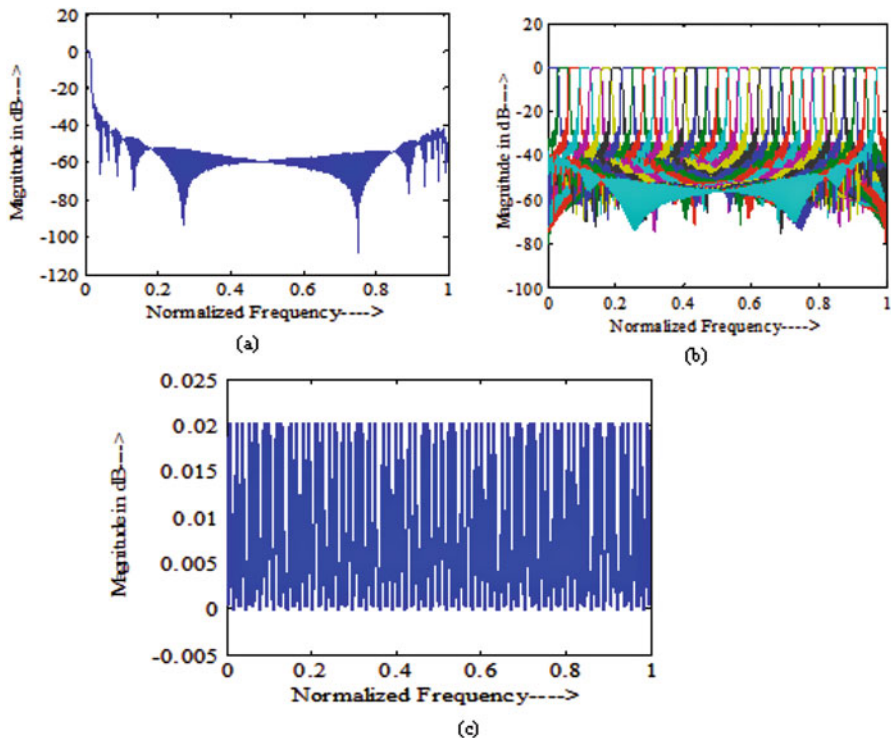 20
0
-20
-40
-60
-80
-100
-120
Magnitude in dB--->
0 0.2 0.4 0.6 0.8 1
Normalized Frequency---->
(a)
20
0
-20
-40
-60
-80
-100
Magnitude in dB--->
0 0.2 0.4 0.6 0.8 1
Normalized Frequency---->
(b)
0.025
0.02
0.015
0.01
0.005
0
-0.005
Magnitude in dB--->
0 0.2 0.4 0.6 0.8 1
Normalized Frequency---->
(c)